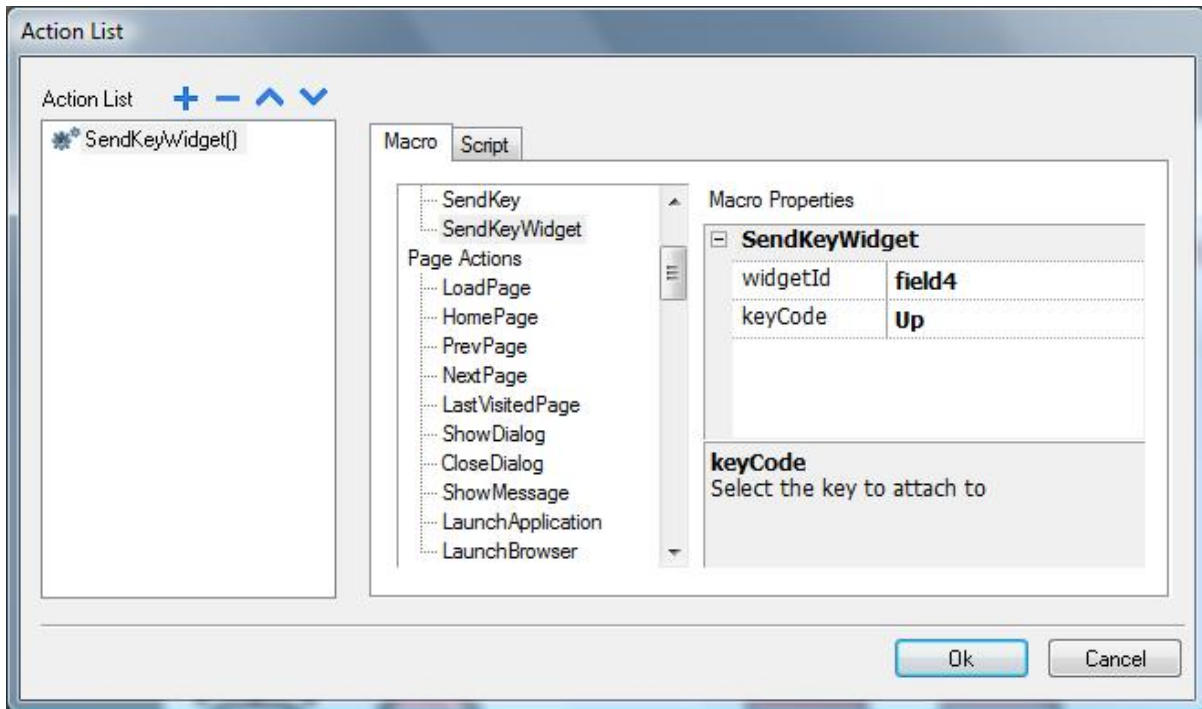 Action List
Action List
SendKeyWidget()
Macro
Script
SendKey
SendKeyWidget
Page Actions
LoadPage
HomePage
PrevPage
NextPage
LastVisitedPage
ShowDialog
CloseDialog
ShowMessage
LaunchApplication
LaunchBrowser
Macro Properties
SendKeyWidget
widgetId field4
keyCode Up
keyCode
Select the key to attach to
Ok
Cancel